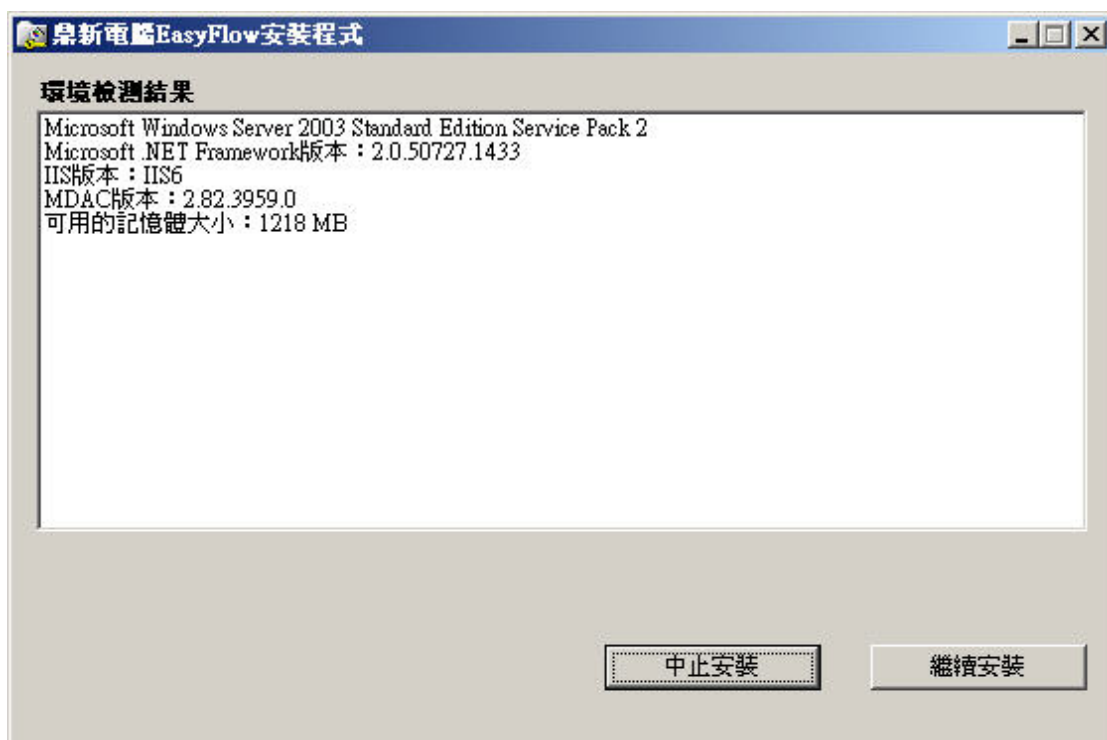 鼎新電腦EasyFlow安裝程式
環境檢測結果
Microsoft Windows Server 2003 Standard Edition Service Pack 2
Microsoft .NET Framework版本：2.0.50727.1433
IIS版本：IIS6
MDAC版本：2.82.3959.0
可用的記憶體大小：1218 MB
中止安裝
繼續安裝